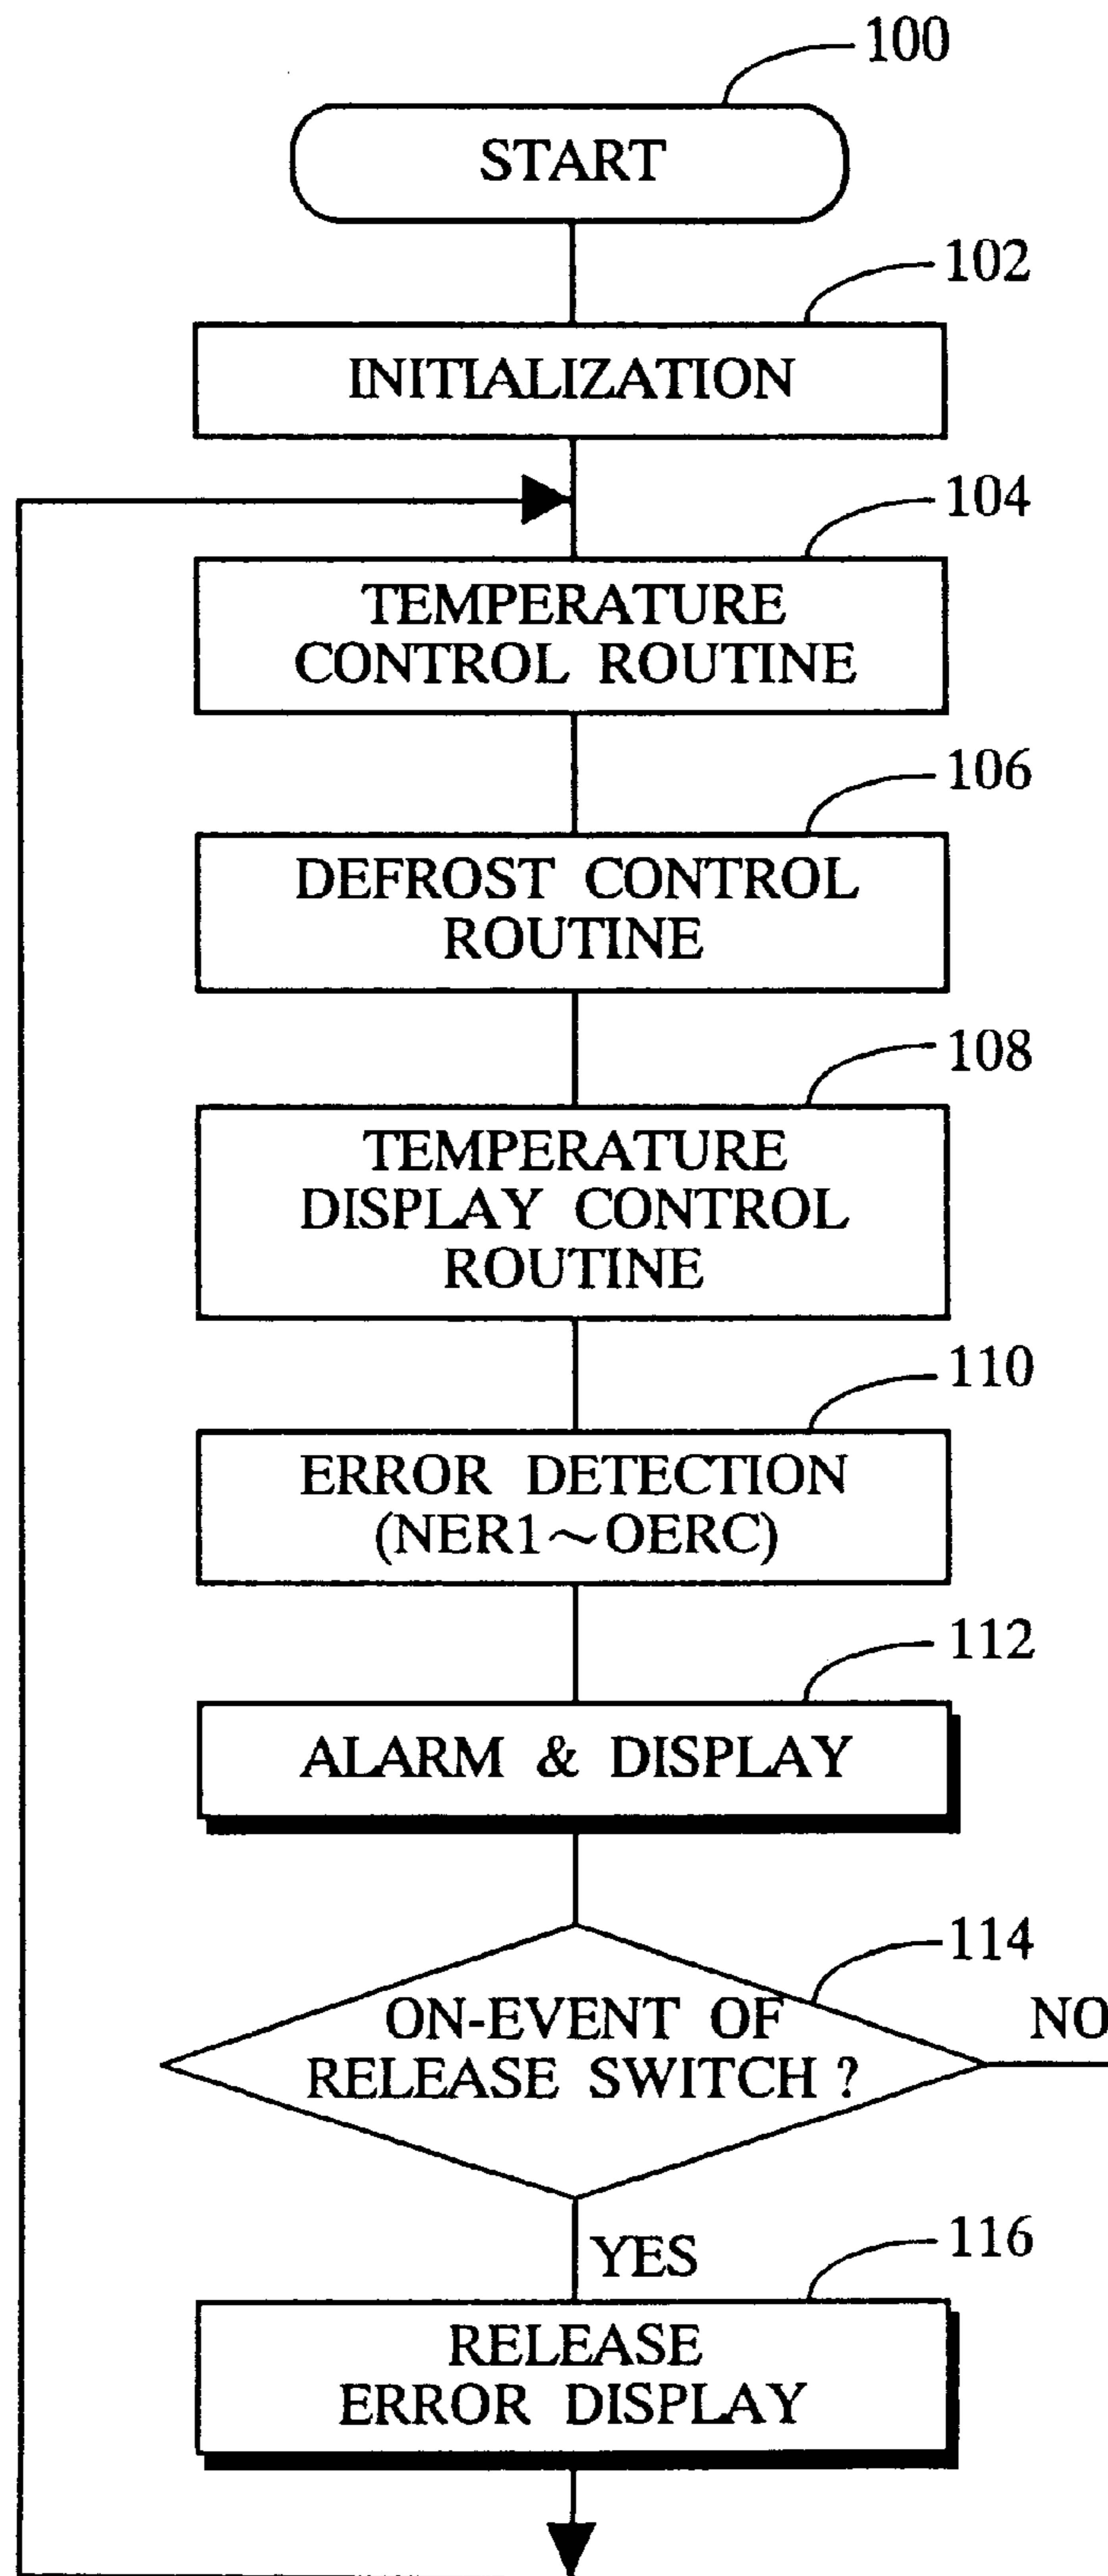 100
START
102
INITIALIZATION
104
TEMPERATURE
CONTROL ROUTINE
106
DEFROST CONTROL
ROUTINE
108
TEMPERATURE
DISPLAY CONTROL
ROUTINE
110
ERROR DETECTION
(NER1~OERC)
112
ALARM & DISPLAY
114
ON-EVENT OF
RELEASE SWITCH ?
NO
YES
116
RELEASE
ERROR DISPLAY